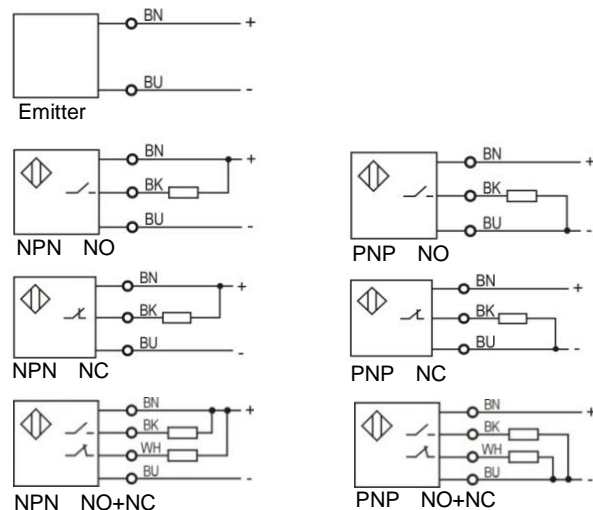 BN +
BU -
Emitter
BN +
BK
BU -
NPN NO
BN +
BK
BU -
PNP NO
BN +
BK
BU -
NPN NC
BN +
BK
BU -
PNP NC
BN +
BK
WH
BU -
NPN NO+NC
BN +
BK
WH
BU -
PNP NO+NC